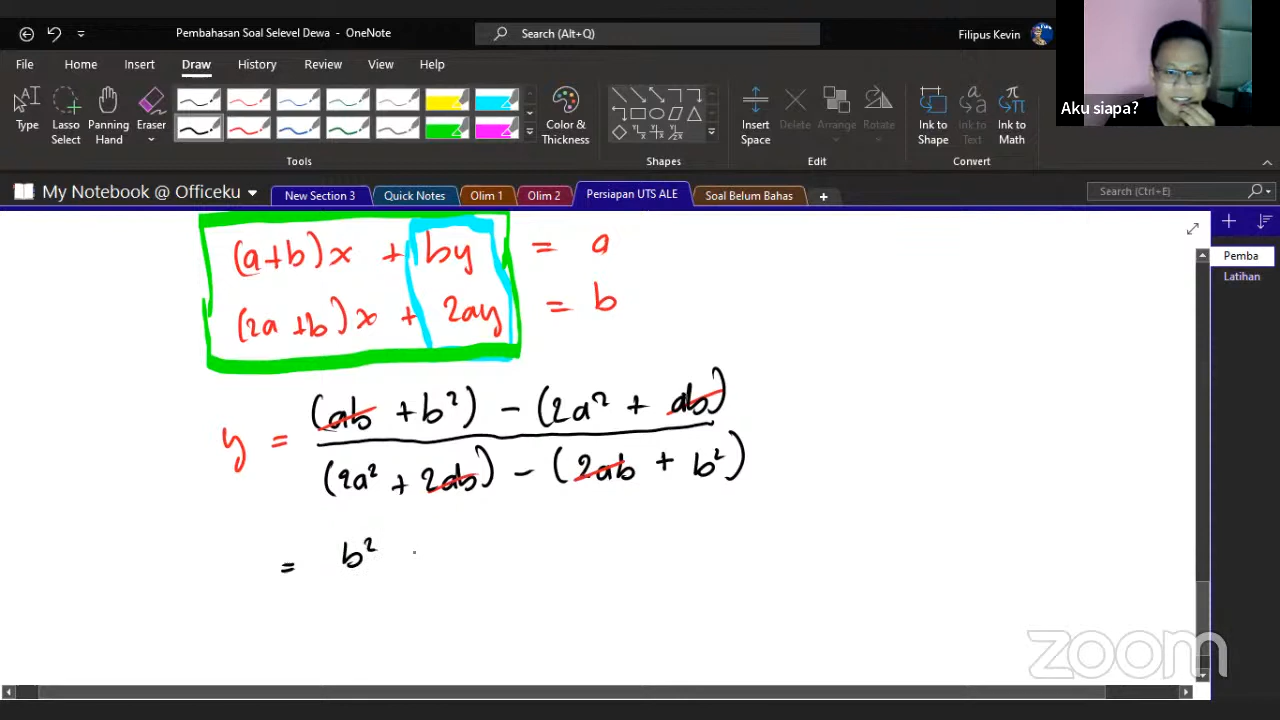 Pembahasan Soal Selevel Dewa - OneNote
Search (Alt+Q)
Filipus Kevin
Aku siapa?
File Home Insert Draw History Review View Help
Type
Lasso Select
Panning Hand
Eraser
Color & Thickness
Insert Space
Delete
Arrange
Rotate
Ink to Shape
Ink to Text
Ink to Math
Tools
Shapes
Edit
Convert
My Notebook @ Officeku
New Section 3
Quick Notes
Olim 1
Olim 2
Persiapan UTS ALE
Soal Belum Bahas
Search (Ctrl+E)
Pemba
Latihan
(a+b)x + by = a
(2a+b)x + 2ay = b
y = ((ab + b²) - (2a² + ab)) / ((2a² + 2ab) - (2ab + b²))
= b²
zoom